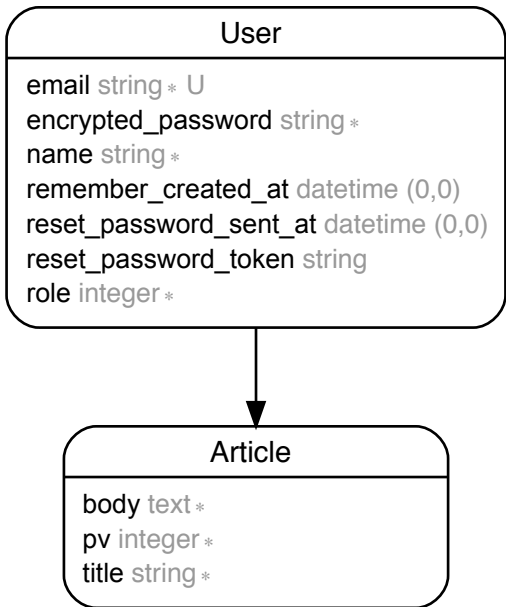 User
email string * U
encrypted_password string *
name string *
remember_created_at datetime (0,0)
reset_password_sent_at datetime (0,0)
reset_password_token string
role integer *
Article
body text *
pv integer *
title string *